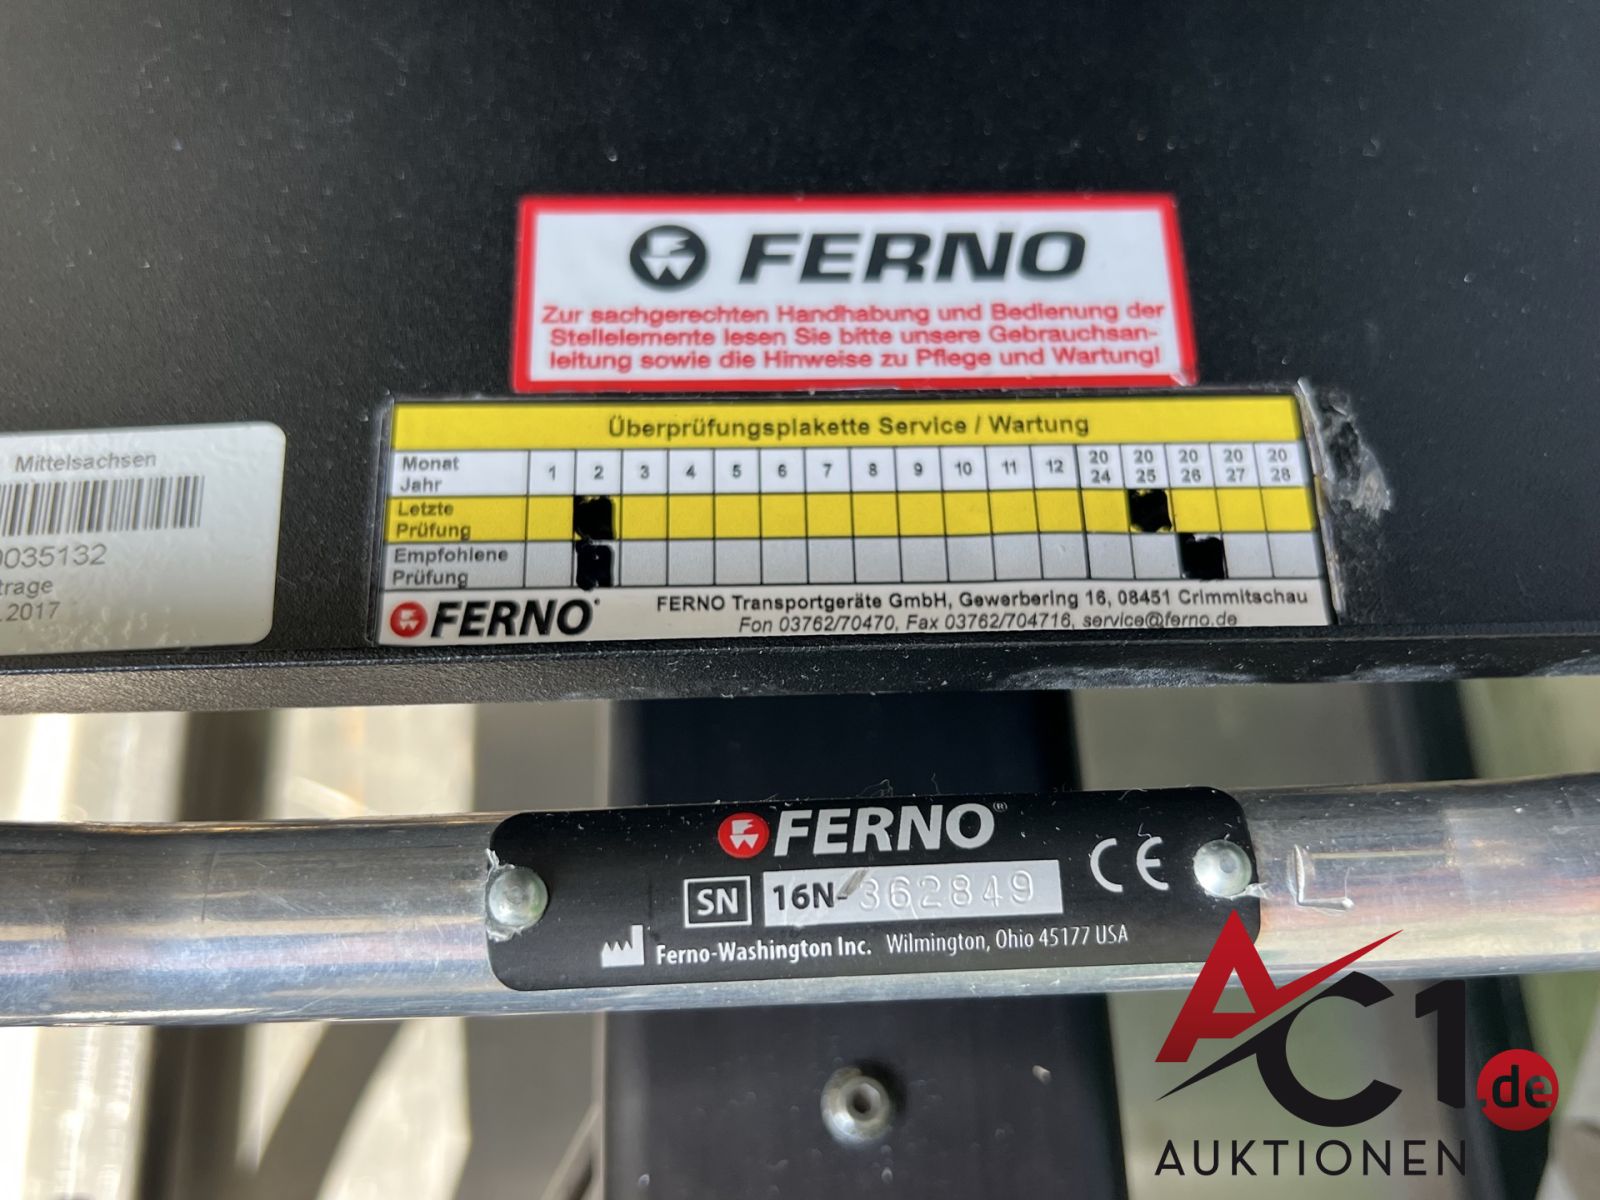 FERNO
Zur sachgerechten Handhabung und Bedienung der
Stellelemente lesen Sie bitte unsere Gebrauchsan-
leitung sowie die Hinweise zu Pflege und Wartung!
Überprüfungsplakette Service / Wartung
Monat
Jahr
1 2 3 4 5 6 7 8 9 10 11 12 20 24 20 25 20 26 20 27 20 28
Letzte
Prüfung
Empfohlene
Prüfung
FERNO
FERNO Transportgeräte GmbH, Gewerbering 16, 08451 Crimmitschau
Fon 03762/70470, Fax 03762/704716, service@ferno.de
Mittelsachsen
0035132
trage
.2017
FERNO®
SN 16N-362849
CE
Ferno-Washington Inc. Wilmington, Ohio 45177 USA
AC1.de
AUKTIONEN